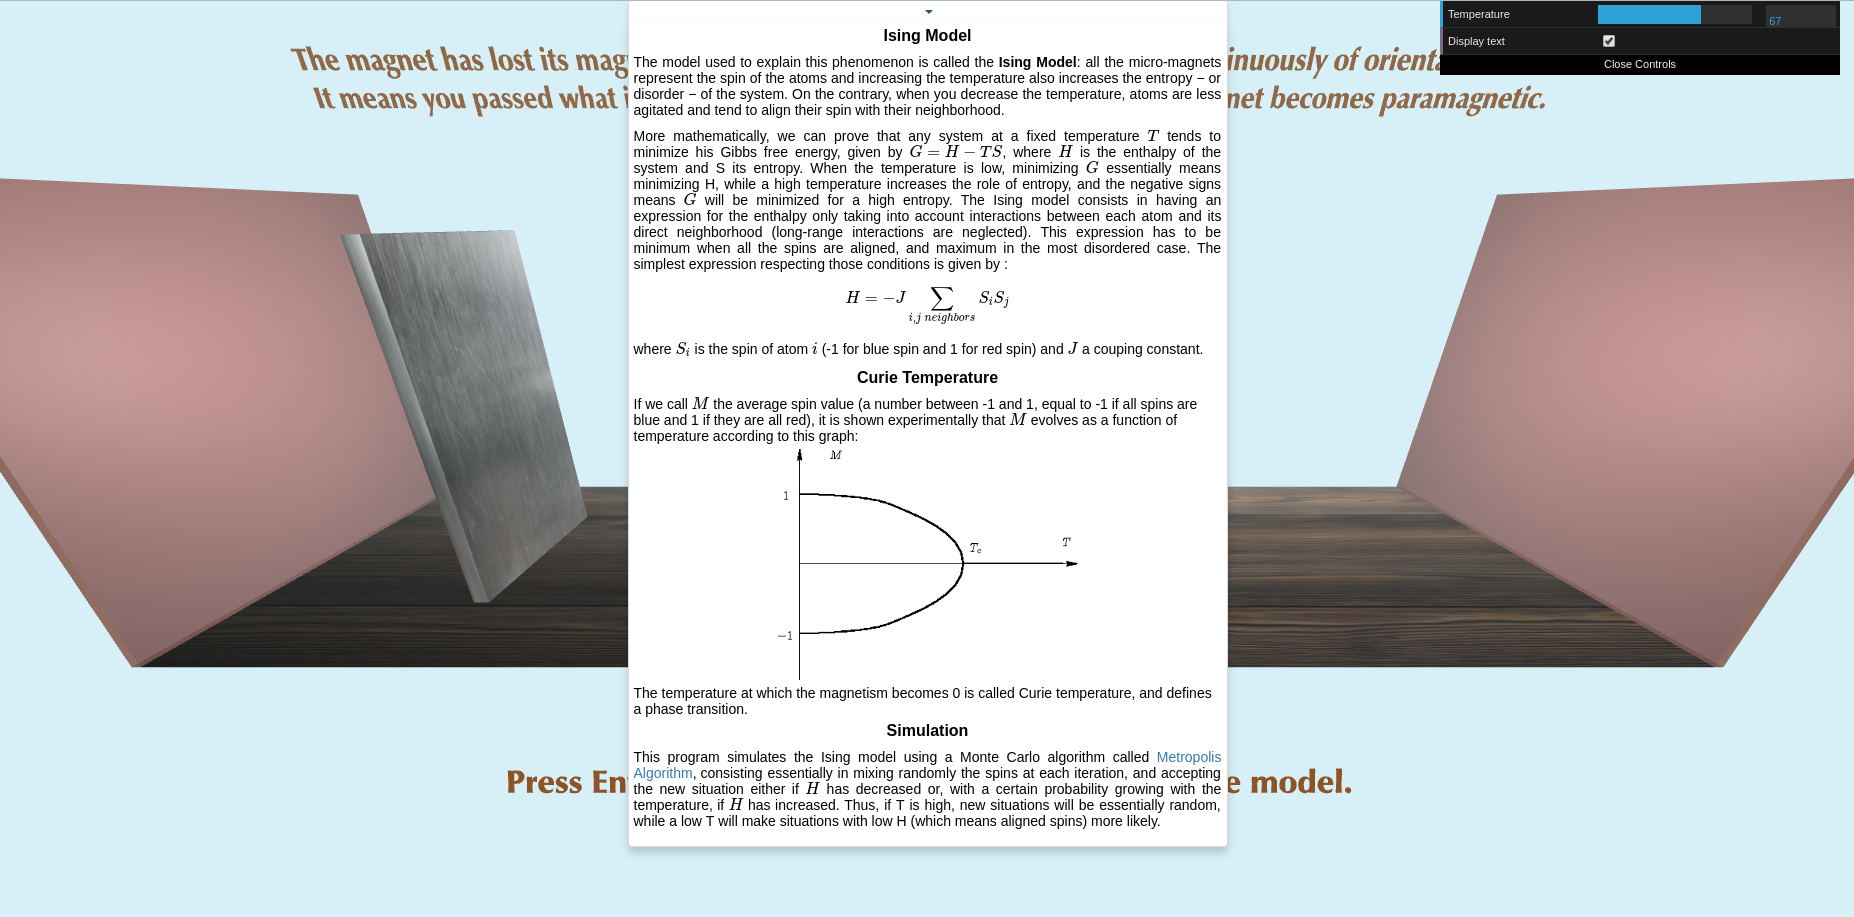 Ising Model
The magnet has lost its mag
inuously of orient
It means you passed what i
net becomes paramagnetic.
Temperature
67
Display text
Close Controls
The model used to explain this phenomenon is called the Ising Model: all the micro-magnets
represent the spin of the atoms and increasing the temperature also increases the entropy − or
disorder − of the system. On the contrary, when you decrease the temperature, atoms are less
agitated and tend to align their spin with their neighborhood.
More mathematically, we can prove that any system at a fixed temperature T tends to
minimize his Gibbs free energy, given by G = H − TS, where H is the enthalpy of the
system and S its entropy. When the temperature is low, minimizing G essentially means
minimizing H, while a high temperature increases the role of entropy, and the negative signs
means G will be minimized for a high entropy. The Ising model consists in having an
expression for the enthalpy only taking into account interactions between each atom and its
direct neighborhood (long-range interactions are neglected). This expression has to be
minimum when all the spins are aligned, and maximum in the most disordered case. The
simplest expression respecting those conditions is given by :
H = −J ∑ S_i S_j
i,j neighbors
where S_i is the spin of atom i (-1 for blue spin and 1 for red spin) and J a couping constant.
Curie Temperature
If we call M the average spin value (a number between -1 and 1, equal to -1 if all spins are
blue and 1 if they are all red), it is shown experimentally that M evolves as a function of
temperature according to this graph:
M
1
T_c
T
−1
The temperature at which the magnetism becomes 0 is called Curie temperature, and defines
a phase transition.
Simulation
This program simulates the Ising model using a Monte Carlo algorithm called Metropolis
Algorithm, consisting essentially in mixing randomly the spins at each iteration, and accepting
the new situation either if H has decreased or, with a certain probability growing with the
temperature, if H has increased. Thus, if T is high, new situations will be essentially random,
while a low T will make situations with low H (which means aligned spins) more likely.
Press En
e model.